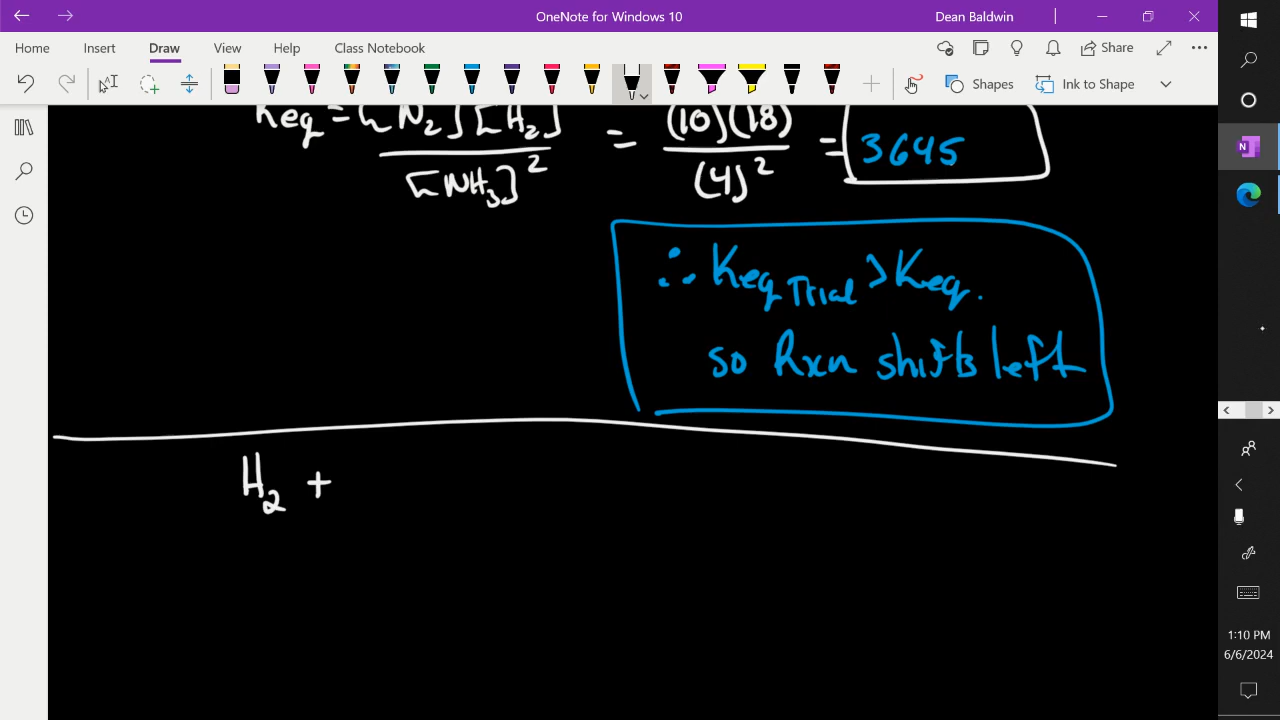 OneNote for Windows 10
Dean Baldwin
Home Insert Draw View Help Class Notebook
Share
Shapes
Ink to Shape
Keq = [N₂][H₂] / [NH₃]² = (10)(18) / (4)² = 3645
∴ Keq Trial > Keq.
so Rxn shifts left
H₂ +
1:10 PM
6/6/2024